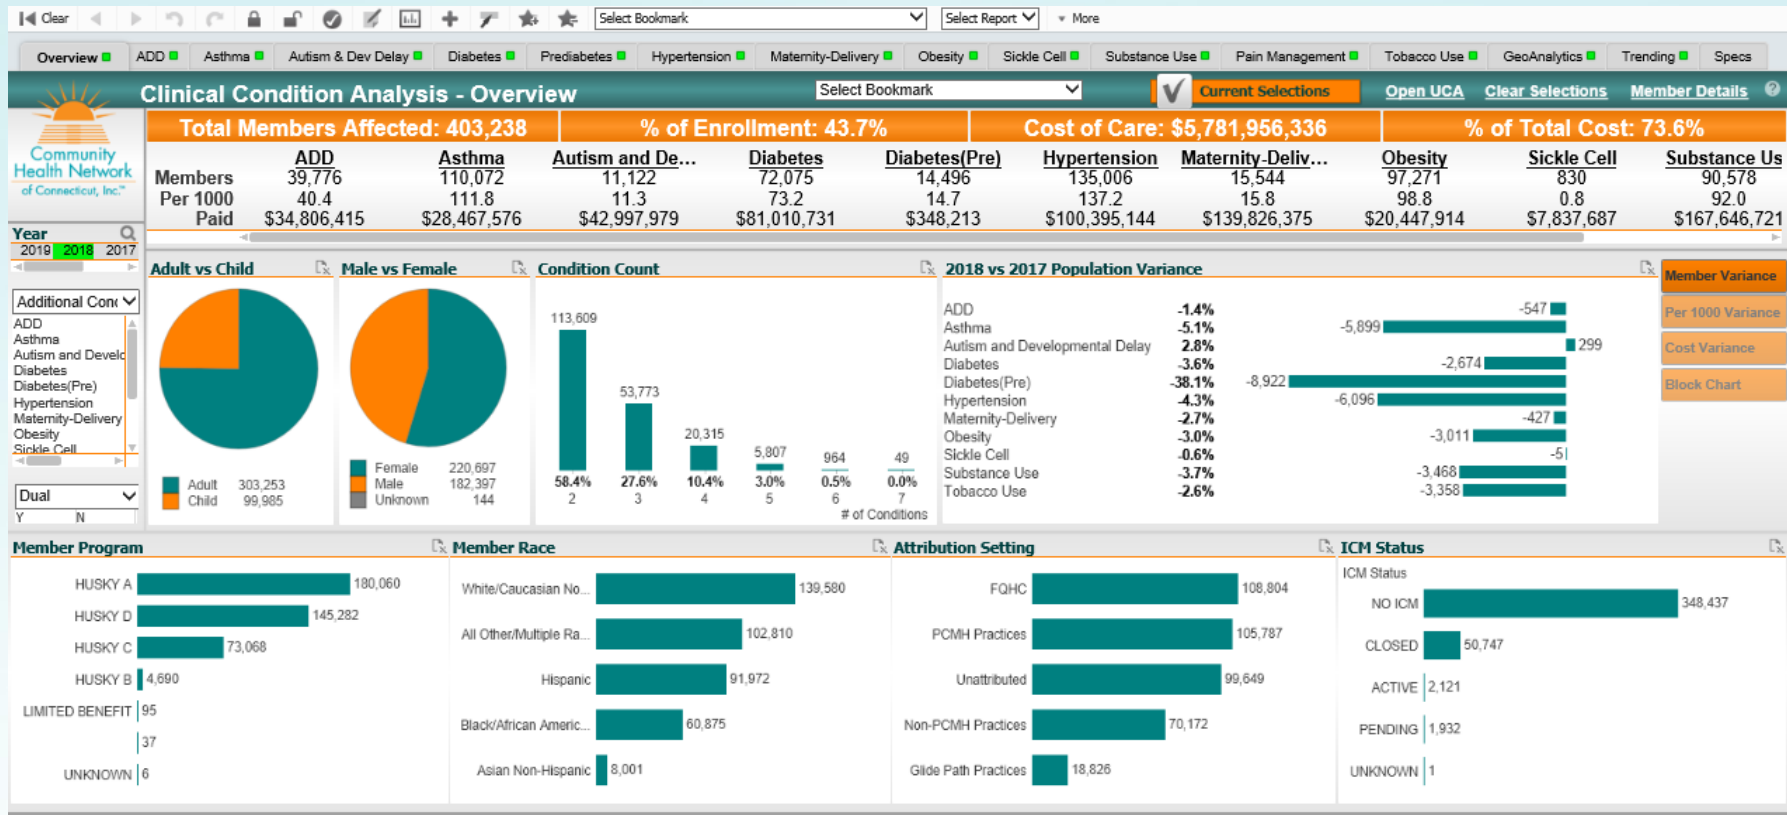 Clear
Select Bookmark
Select Report
More
Overview
ADD
Asthma
Autism & Dev Delay
Diabetes
Prediabetes
Hypertension
Maternity-Delivery
Obesity
Sickle Cell
Substance Use
Pain Management
Tobacco Use
GeoAnalytics
Trending
Specs
Clinical Condition Analysis - Overview
Select Bookmark
Current Selections
Open UCA
Clear Selections
Member Details
Community
Health Network
of Connecticut, Inc.™
Total Members Affected: 403,238
% of Enrollment: 43.7%
Cost of Care: $5,781,956,336
% of Total Cost: 73.6%
ADD Asthma Autism and De... Diabetes Diabetes(Pre) Hypertension Maternity-Deliv... Obesity Sickle Cell Substance Us
Members 39,776 110,072 11,122 72,075 14,496 135,006 15,544 97,271 830 90,578
Per 1000 40.4 111.8 11.3 73.2 14.7 137.2 15.8 98.8 0.8 92.0
Paid $34,806,415 $28,467,576 $42,997,979 $81,010,731 $348,213 $100,395,144 $139,826,375 $20,447,914 $7,837,687 $167,646,721
Year
2019 2018 2017
Additional Con
ADD
Asthma
Autism and Develo
Diabetes
Diabetes(Pre)
Hypertension
Maternity-Delivery
Obesity
Sickle Cell
Dual
Y N
Adult vs Child
Adult 303,253
Child 99,985
Male vs Female
Female 220,697
Male 182,397
Unknown 144
Condition Count
113,609
53,773
20,315
5,807
964
49
58.4% 27.6% 10.4% 3.0% 0.5% 0.0%
2 3 4 5 6 7
# of Conditions
2018 vs 2017 Population Variance
ADD -1.4% -547
Asthma -5.1% -5,899
Autism and Developmental Delay 2.8% 299
Diabetes -3.6% -2,674
Diabetes(Pre) -38.1% -8,922
Hypertension -4.3% -6,096
Maternity-Delivery -2.7% -427
Obesity -3.0% -3,011
Sickle Cell -0.6% -5
Substance Use -3.7% -3,468
Tobacco Use -2.6% -3,358
Member Variance
Per 1000 Variance
Cost Variance
Block Chart
Member Program
HUSKY A 180,060
HUSKY D 145,282
HUSKY C 73,068
HUSKY B 4,690
LIMITED BENEFIT 95
37
UNKNOWN 6
Member Race
White/Caucasian No... 139,580
All Other/Multiple Ra... 102,810
Hispanic 91,972
Black/African Americ... 60,875
Asian Non-Hispanic 8,001
Attribution Setting
FQHC 108,804
PCMH Practices 105,787
Unattributed 99,649
Non-PCMH Practices 70,172
Glide Path Practices 18,826
ICM Status
ICM Status
NO ICM 348,437
CLOSED 50,747
ACTIVE 2,121
PENDING 1,932
UNKNOWN 1